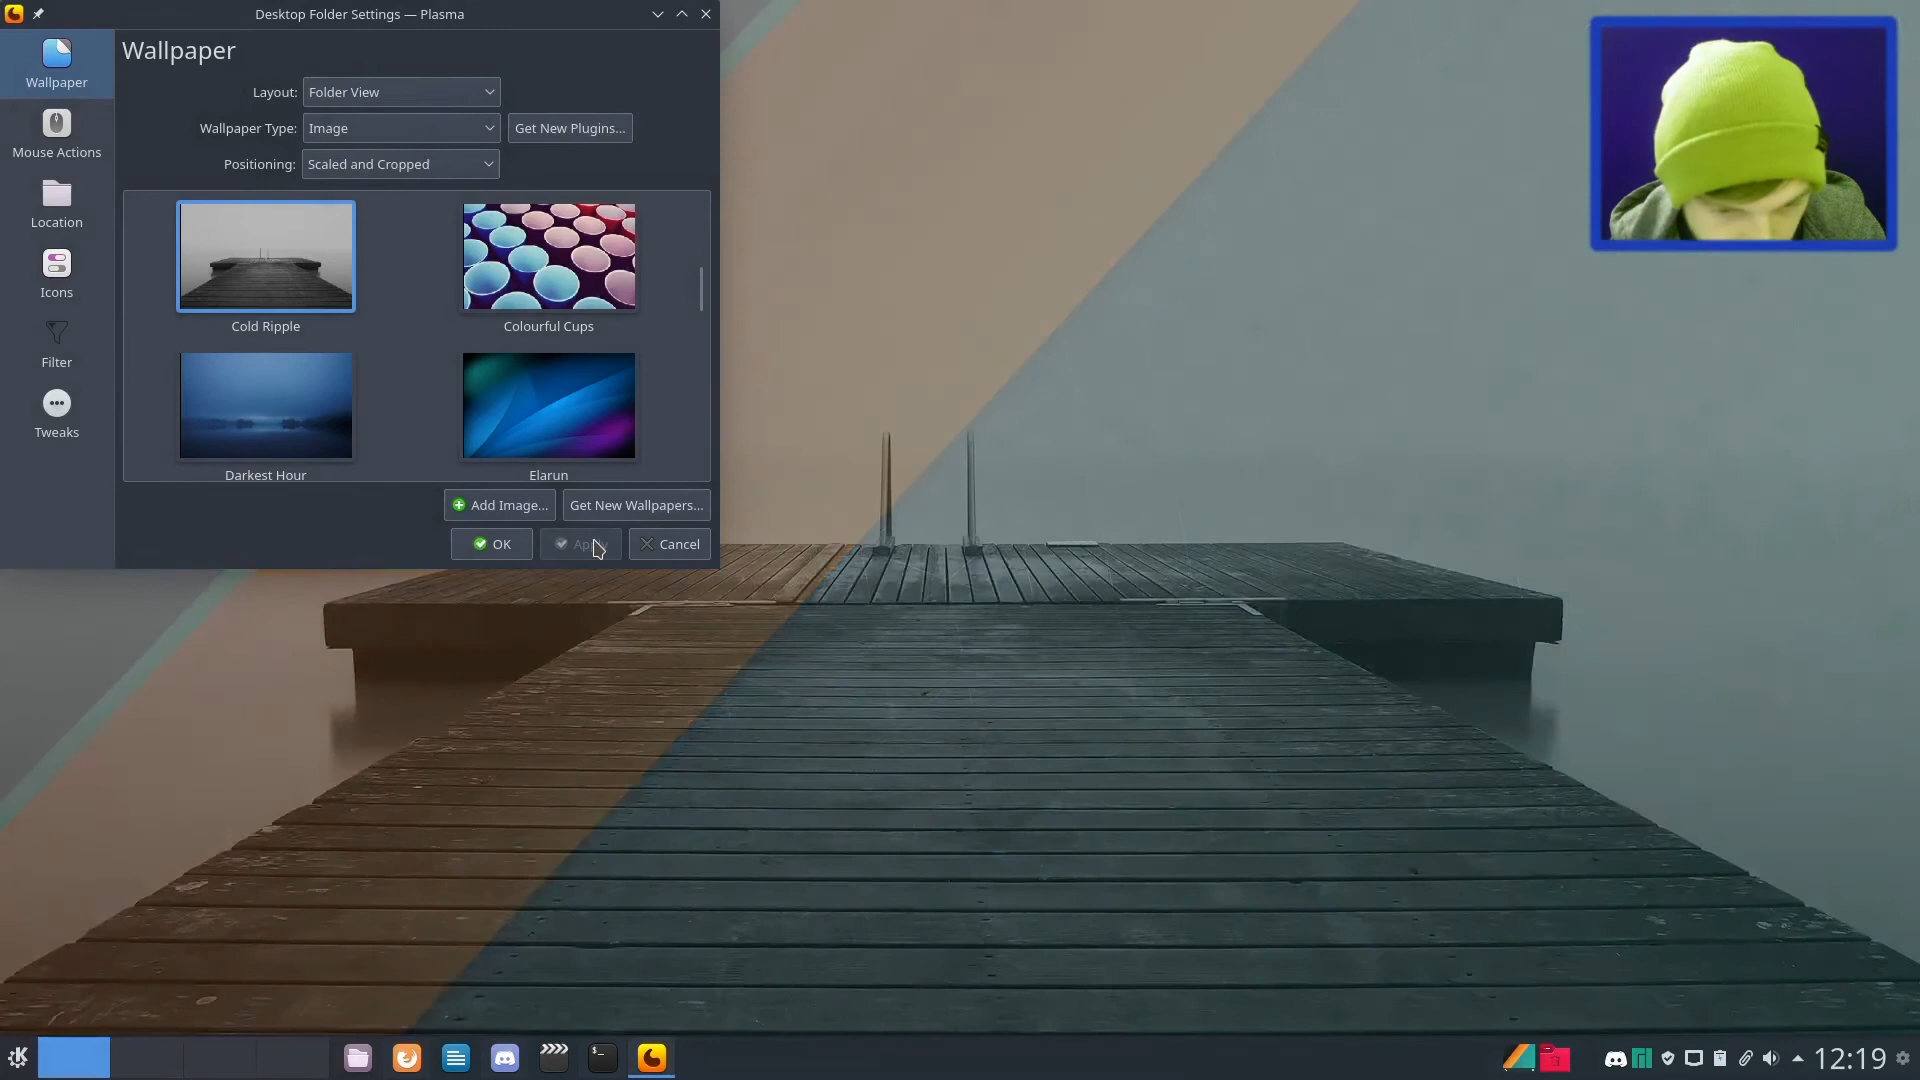 Desktop Folder Settings — Plasma
Wallpaper
Wallpaper
Layout: Folder View
Wallpaper Type: Image Get New Plugins...
Positioning: Scaled and Cropped
Mouse Actions
Location
Icons
Filter
Tweaks
Cold Ripple Colourful Cups
Darkest Hour Elarun
Add Image... Get New Wallpapers...
OK Cancel
12:19